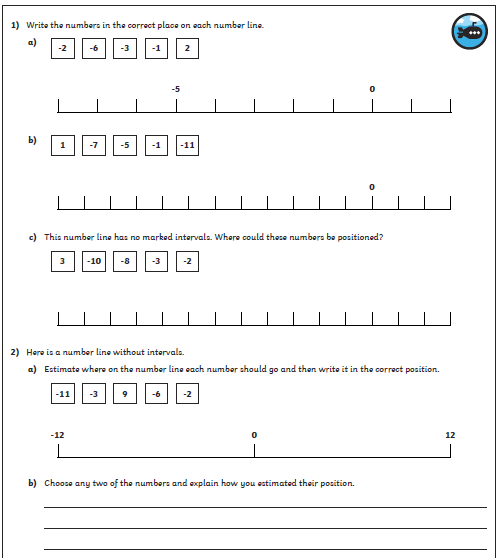 1) Write the numbers in the correct place on each number line.
a) -2 -6 -3 -1 2
-5 0
b) 1 -7 -5 -1 -11
0
c) This number line has no marked intervals. Where could these numbers be positioned?
3 -10 -8 -3 -2
2) Here is a number line without intervals.
a) Estimate where on the number line each number should go and then write it in the correct position.
-11 -3 9 -6 -2
-12 0 12
b) Choose any two of the numbers and explain how you estimated their position.